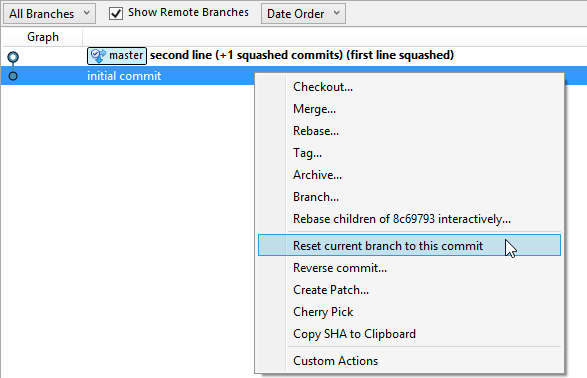 All Branches Show Remote Branches Date Order
Graph
master second line (+1 squashed commits) (first line squashed)
initial commit
Checkout...
Merge...
Rebase...
Tag...
Archive...
Branch...
Rebase children of 8c69793 interactively...
Reset current branch to this commit
Reverse commit...
Create Patch...
Cherry Pick
Copy SHA to Clipboard
Custom Actions